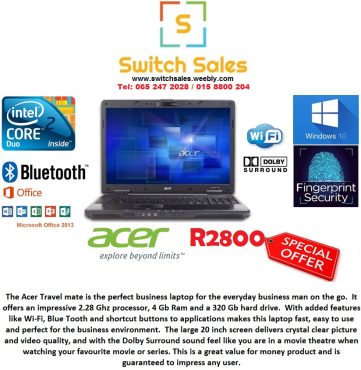 Switch Sales
www.switchsales.weebly.com
Tel: 065 247 2028 / 015 8800 204
intel
CORE 2
Duo inside™
Bluetooth™
Office
Microsoft Office 2013
acer
WiFi
DOLBY
SURROUND
Windows 10
Fingerprint
Security
acer
explore beyond limits™
R2800
SPECIAL
OFFER
The Acer Travel mate is the perfect business laptop for the everyday business man on the go. It
offers an impressive 2.28 Ghz processor, 4 Gb Ram and a 320 Gb hard drive. With added features
like Wi-Fi, Blue Tooth and shortcut buttons to applications makes this laptop fast, easy to use
and perfect for the business environment. The large 20 inch screen delivers crystal clear picture
and video quality, and with the Dolby Surround sound feel like you are in a movie theatre when
watching your favourite movie or series. This is a great value for money product and is
guaranteed to impress any user.